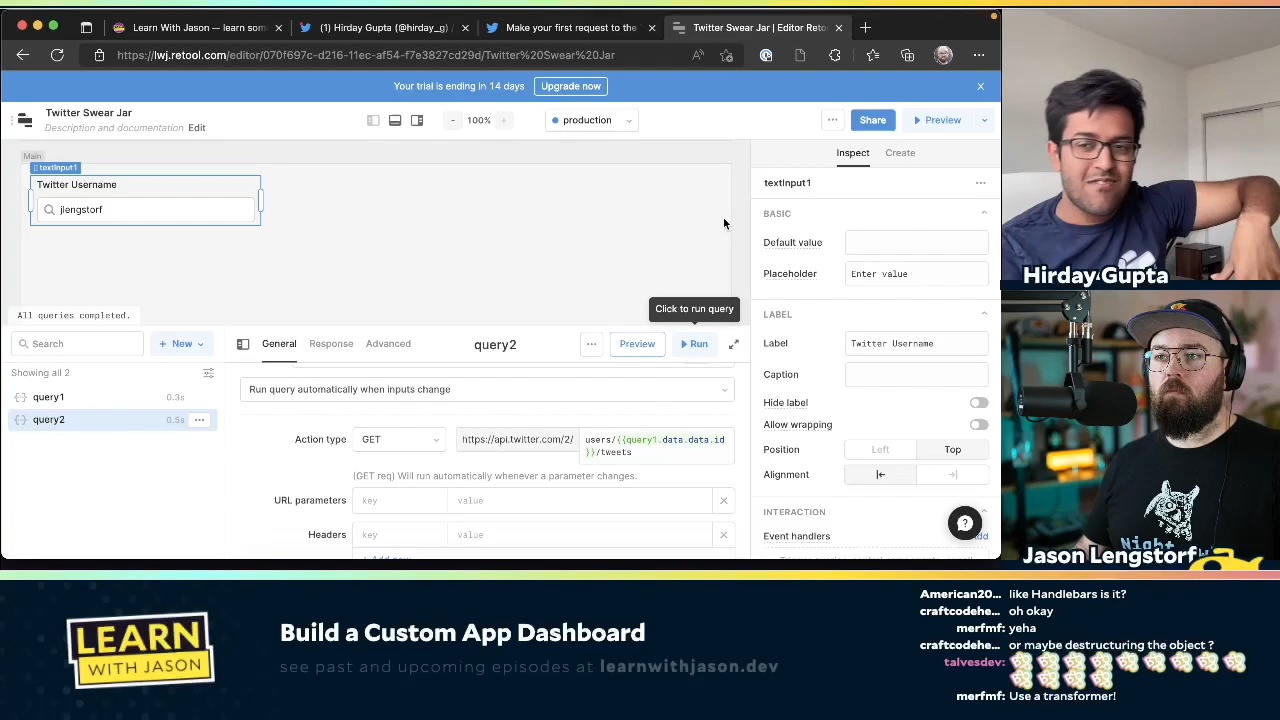 Learn With Jason — learn som
(1) Hirday Gupta (@hirday_g) /
Make your first request to the
Twitter Swear Jar | Editor Reto
https://lwj.retool.com/editor/070f697c-d216-11ec-af54-f7e3827cd29d/Twitter%20Swear%20Jar
Your trial is ending in 14 days
Upgrade now
Twitter Swear Jar
Description and documentation Edit
100%
production
Share
Preview
Main
textInput1
Twitter Username
jlengstorf
All queries completed.
Click to run query
Search
New
Showing all 2
query1 0.3s
query2 0.5s
General
Response
Advanced
query2
Preview
Run
Run query automatically when inputs change
Action type
GET
https://api.twitter.com/2/
users/{{query1.data.data.id
}}/tweets
(GET req) Will run automatically whenever a parameter changes.
URL parameters
key
value
Headers
key
value
+ Add new
Inspect
Create
textInput1
BASIC
Default value
Placeholder
Enter value
LABEL
Label
Twitter Username
Caption
Hide label
Allow wrapping
Position
Left
Top
Alignment
INTERACTION
Event handlers
Hirday Gupta
Night
Jason Lengstorf
LEARN
WITH JASON
Build a Custom App Dashboard
see past and upcoming episodes at learnwithjason.dev
American20... like Handlebars is it?
craftcodehe... oh okay
merfmf: yeha
craftcodehe... or maybe destructuring the object ?
talvesdev:
merfmf: Use a transformer!